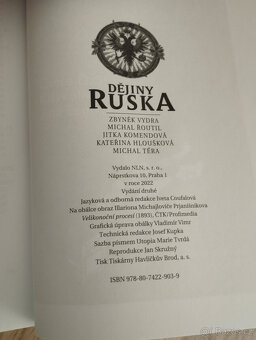 DĚJINY
RUSKA
ZBYNĚK VYDRA
MICHAL ŘOUTIL
JITKA KOMENDOVÁ
KATEŘINA HLOUŠKOVÁ
MICHAL TÉRA
Vydalo NLN, s. r. o.,
Náprstkova 10, Praha 1
v roce 2022
Vydání druhé
Jazyková a odborná redakce Iveta Coufalová
Na obálce obraz Illariona Michajloviče Prjanišnikova
Velikonoční procesí (1893), ČTK/Profimedia
Grafická úprava obálky Vladimír Vimr
Technická redakce Josef Kupka
Sazba písmem Utopia Marie Tvrdá
Reprodukce Jan Skružný
Tisk Tiskárny Havlíčkův Brod, a. s.
ISBN 978-80-7422-903-9